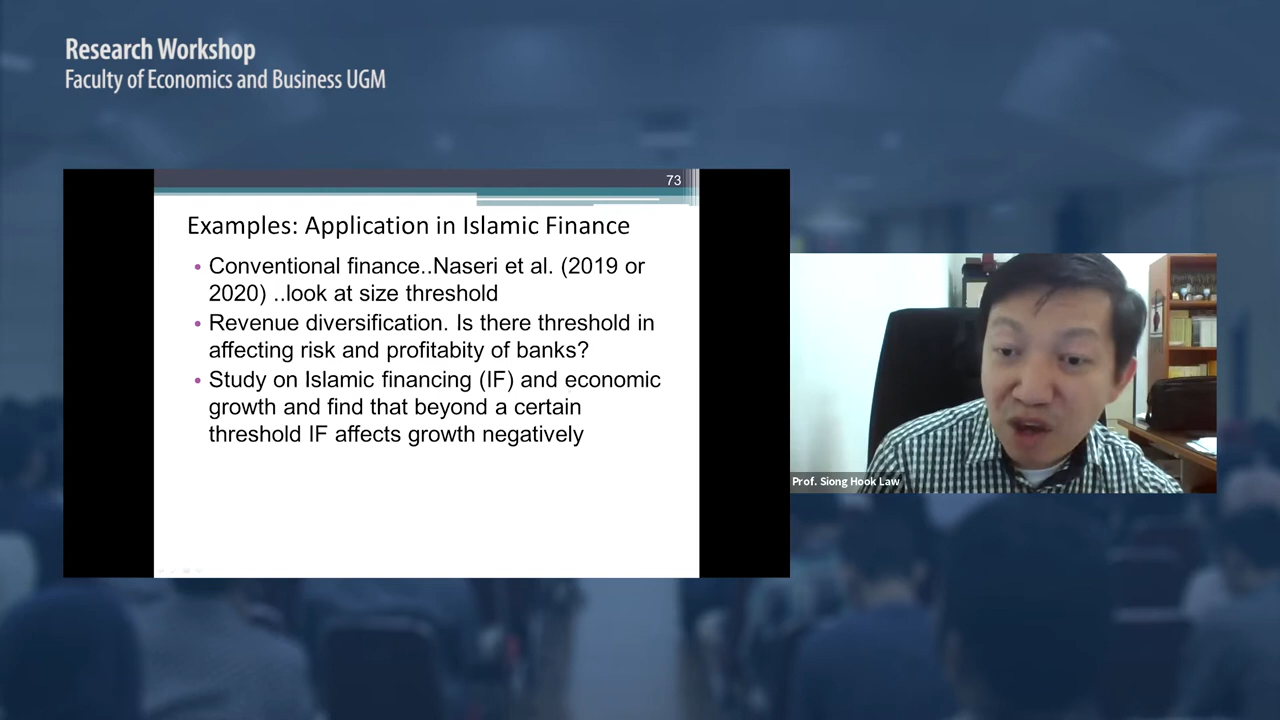 Research Workshop
Faculty of Economics and Business UGM
73
Examples: Application in Islamic Finance
• Conventional finance..Naseri et al. (2019 or
2020) ..look at size threshold
• Revenue diversification. Is there threshold in
affecting risk and profitabity of banks?
• Study on Islamic financing (IF) and economic
growth and find that beyond a certain
threshold IF affects growth negatively
Prof. Siong Hook Law